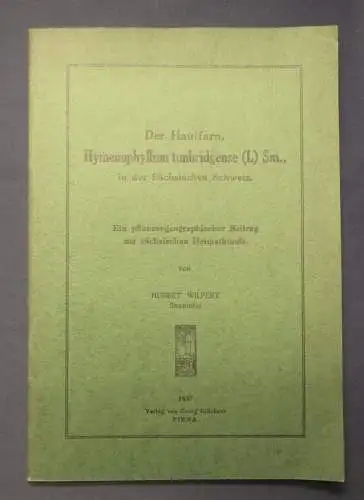 Der Hautfarn,
Hymenophyllum tunbridgense (L) Sm.,
in der Sächsischen Schweiz.
Ein pflanzengeographischer Beitrag
zur sächsischen Heimatkunde.
von
HUBERT WILPERT
1937
Verlag von Georg
PIRNA.